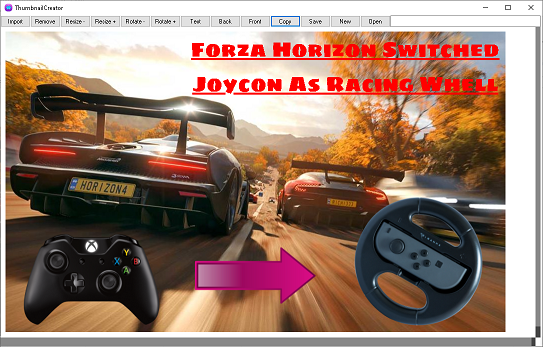 ThumbnailCreator
Import Remove Resize - Resize + Rotate - Rotate + Text Back Front Copy Save New Open
Forza Horizon Switched
Joycon As Racing Whell
HORIZON4